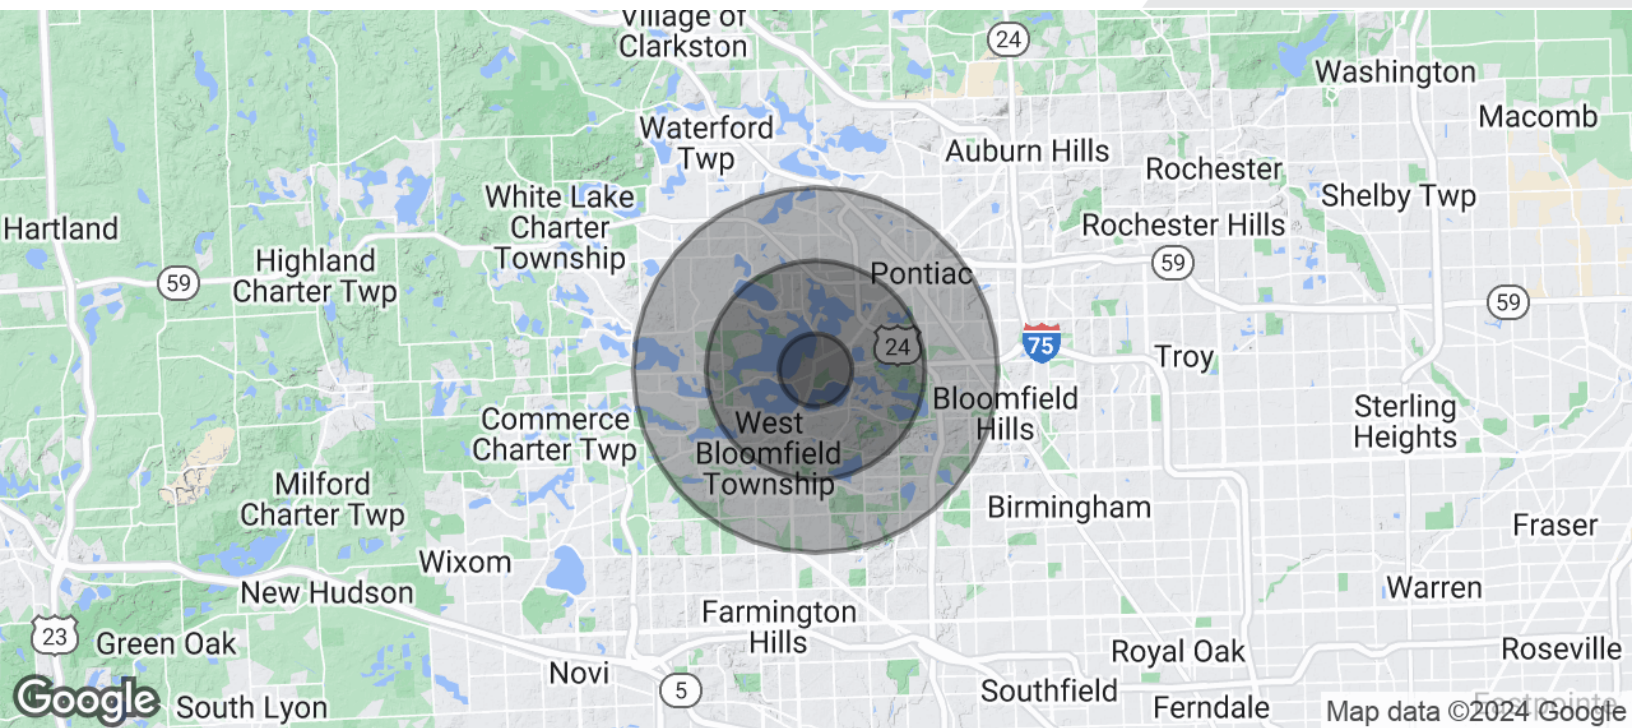 Village of
Clarkston
24
Washington
Macomb
Waterford
Twp
Auburn Hills
Rochester
White Lake
Charter
Township
Shelby Twp
Hartland
Rochester Hills
Highland
Charter Twp
59
Pontiac
59
59
24
75
Troy
Commerce
Charter Twp
West
Bloomfield
Township
Bloomfield
Hills
Sterling
Heights
Milford
Charter Twp
Birmingham
Fraser
Wixom
New Hudson
Warren
Farmington
Hills
23
Green Oak
Royal Oak
Roseville
Novi
5
Southfield
Google
South Lyon
Ferndale
Eastpointe
Map data ©2024 Google